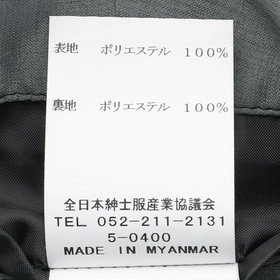 表地 ポリエステル 100%
裏地 ポリエステル 100%
全日本紳士服産業協議会
TEL 052-211-2131
5-0400
MADE IN MYANMAR